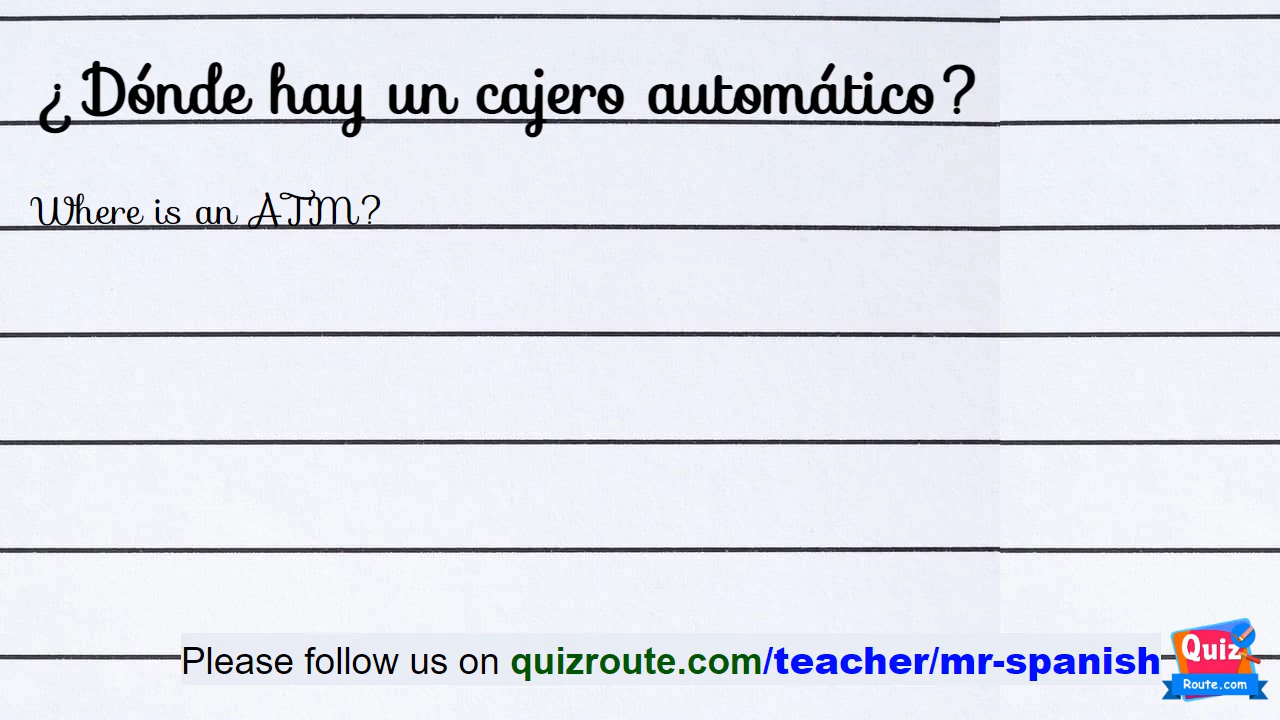 ¿Dónde hay un cajero automático?
Where is an ATM?
Please follow us on quizroute.com/teacher/mr-spanish
Quiz
Route.com